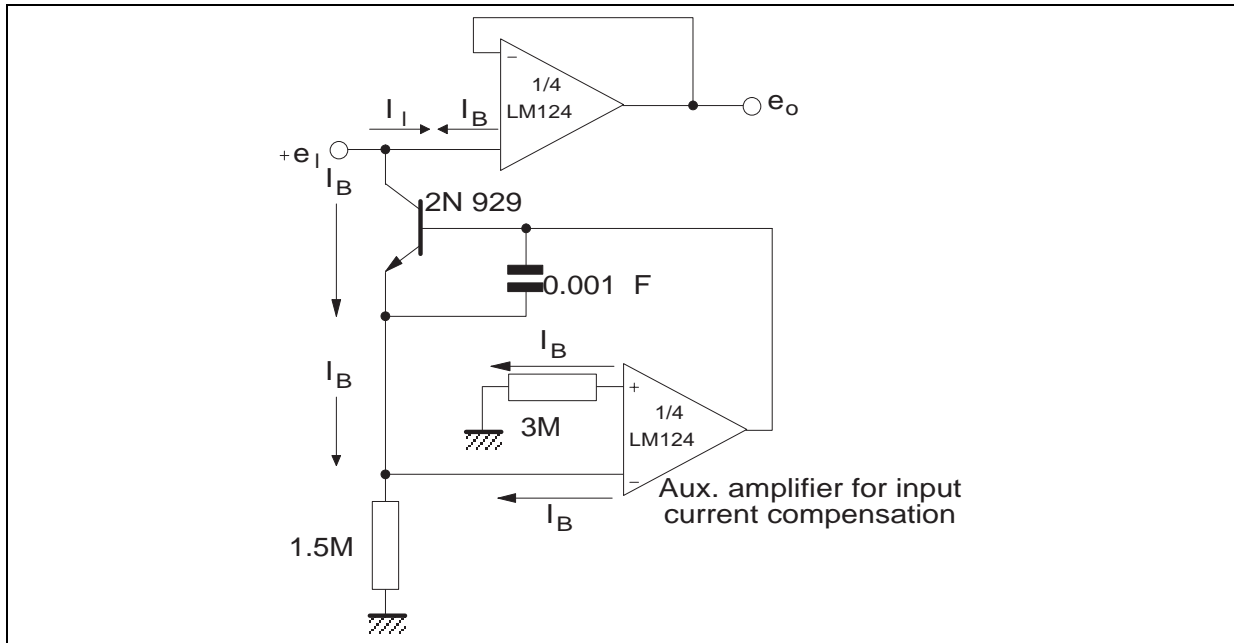 −
1/4
LM124
e o
I I
I B
+e I
I B
2N 929
0.001 F
I B
I B
+
1/4
LM124
3M
−
I B
Aux. amplifier for input
current compensation
1.5M